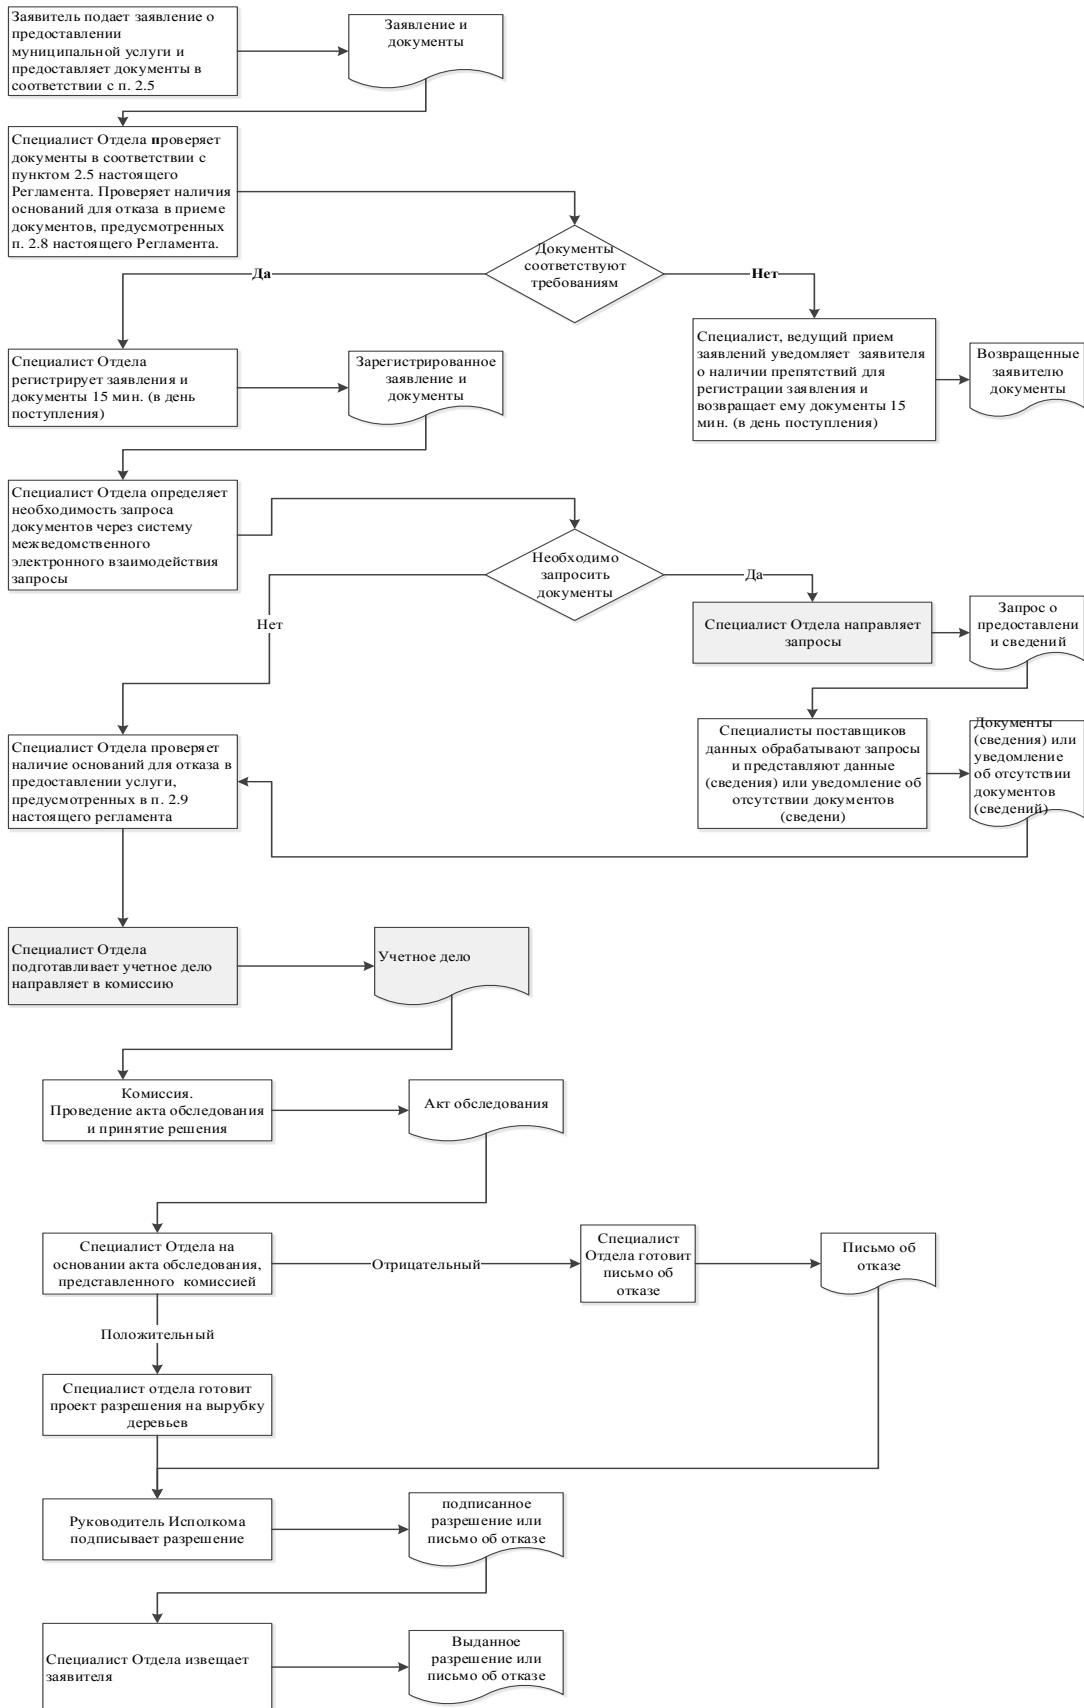 Заявитель подает заявление о
предоставлении
муниципальной услуги и
предоставляет документы в
соответствии с п. 2.5
Заявление и
документы
Специалист Отдела проверяет
документы в соответствии с
пунктом 2.5 настоящего
Регламента. Проверяет наличия
оснований для отказа в приеме
документов, предусмотренных
п. 2.8 настоящего Регламента.
Документы
соответствуют
требованиям
Да
Нет
Специалист Отдела
регистрирует заявления и
документы 15 мин. (в день
поступления)
Зарегистрированное
заявление и
документы
Специалист, ведущий прием
заявлений уведомляет заявителя
о наличии препятствий для
регистрации заявления и
возвращает ему документы 15
мин. (в день поступления)
Возвращенные
заявителю
документы
Специалист Отдела определяет
необходимость запроса
документов через систему
межведомственного
электронного взаимодействия
запросы
Необходимо
запросить
документы
Да
Нет
Специалист Отдела направляет
запросы
Запрос о
предоставлени
и сведений
Специалист Отдела проверяет
наличие оснований для отказа в
предоставлении услуги,
предусмотренных в п. 2.9
настоящего регламента
Специалисты поставщиков
данных обрабатывают запросы
и представляют данные
(сведения) или уведомление об
отсутствии документов
(сведени)
Документы
(сведения) или
уведомление
об отсутствии
документов
(сведений)
Специалист Отдела
подготавливает учетное дело
направляет в комиссию
Учетное дело
Комиссия.
Проведение акта обследования
и принятие решения
Акт обследования
Специалист Отдела на
основании акта обследования,
представленного комиссией
Отрицательный
Специалист
Отдела готовит
письмо об
отказе
Письмо об
отказе
Положительный
Специалист отдела готовит
проект разрешения на вырубку
деревьев
Руководитель Исполкома
подписывает разрешение
подписанное
разрешение или
письмо об отказе
Специалист Отдела извещает
заявителя
Выданное
разрешение или
письмо об отказе